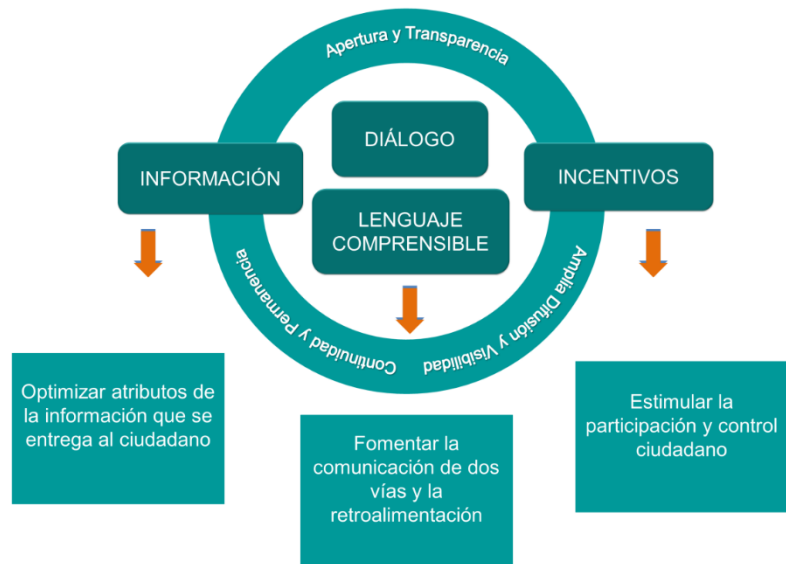 Apertura y Transparencia
DIÁLOGO
INFORMACIÓN
INCENTIVOS
LENGUAJE
COMPRENSIBLE
Continuidad y Permanencia
Amplia Difusión y Visibilidad
Optimizar atributos de
la información que se
entrega al ciudadano
Fomentar la
comunicación de dos
vías y la
retroalimentación
Estimular la
participación y control
ciudadano